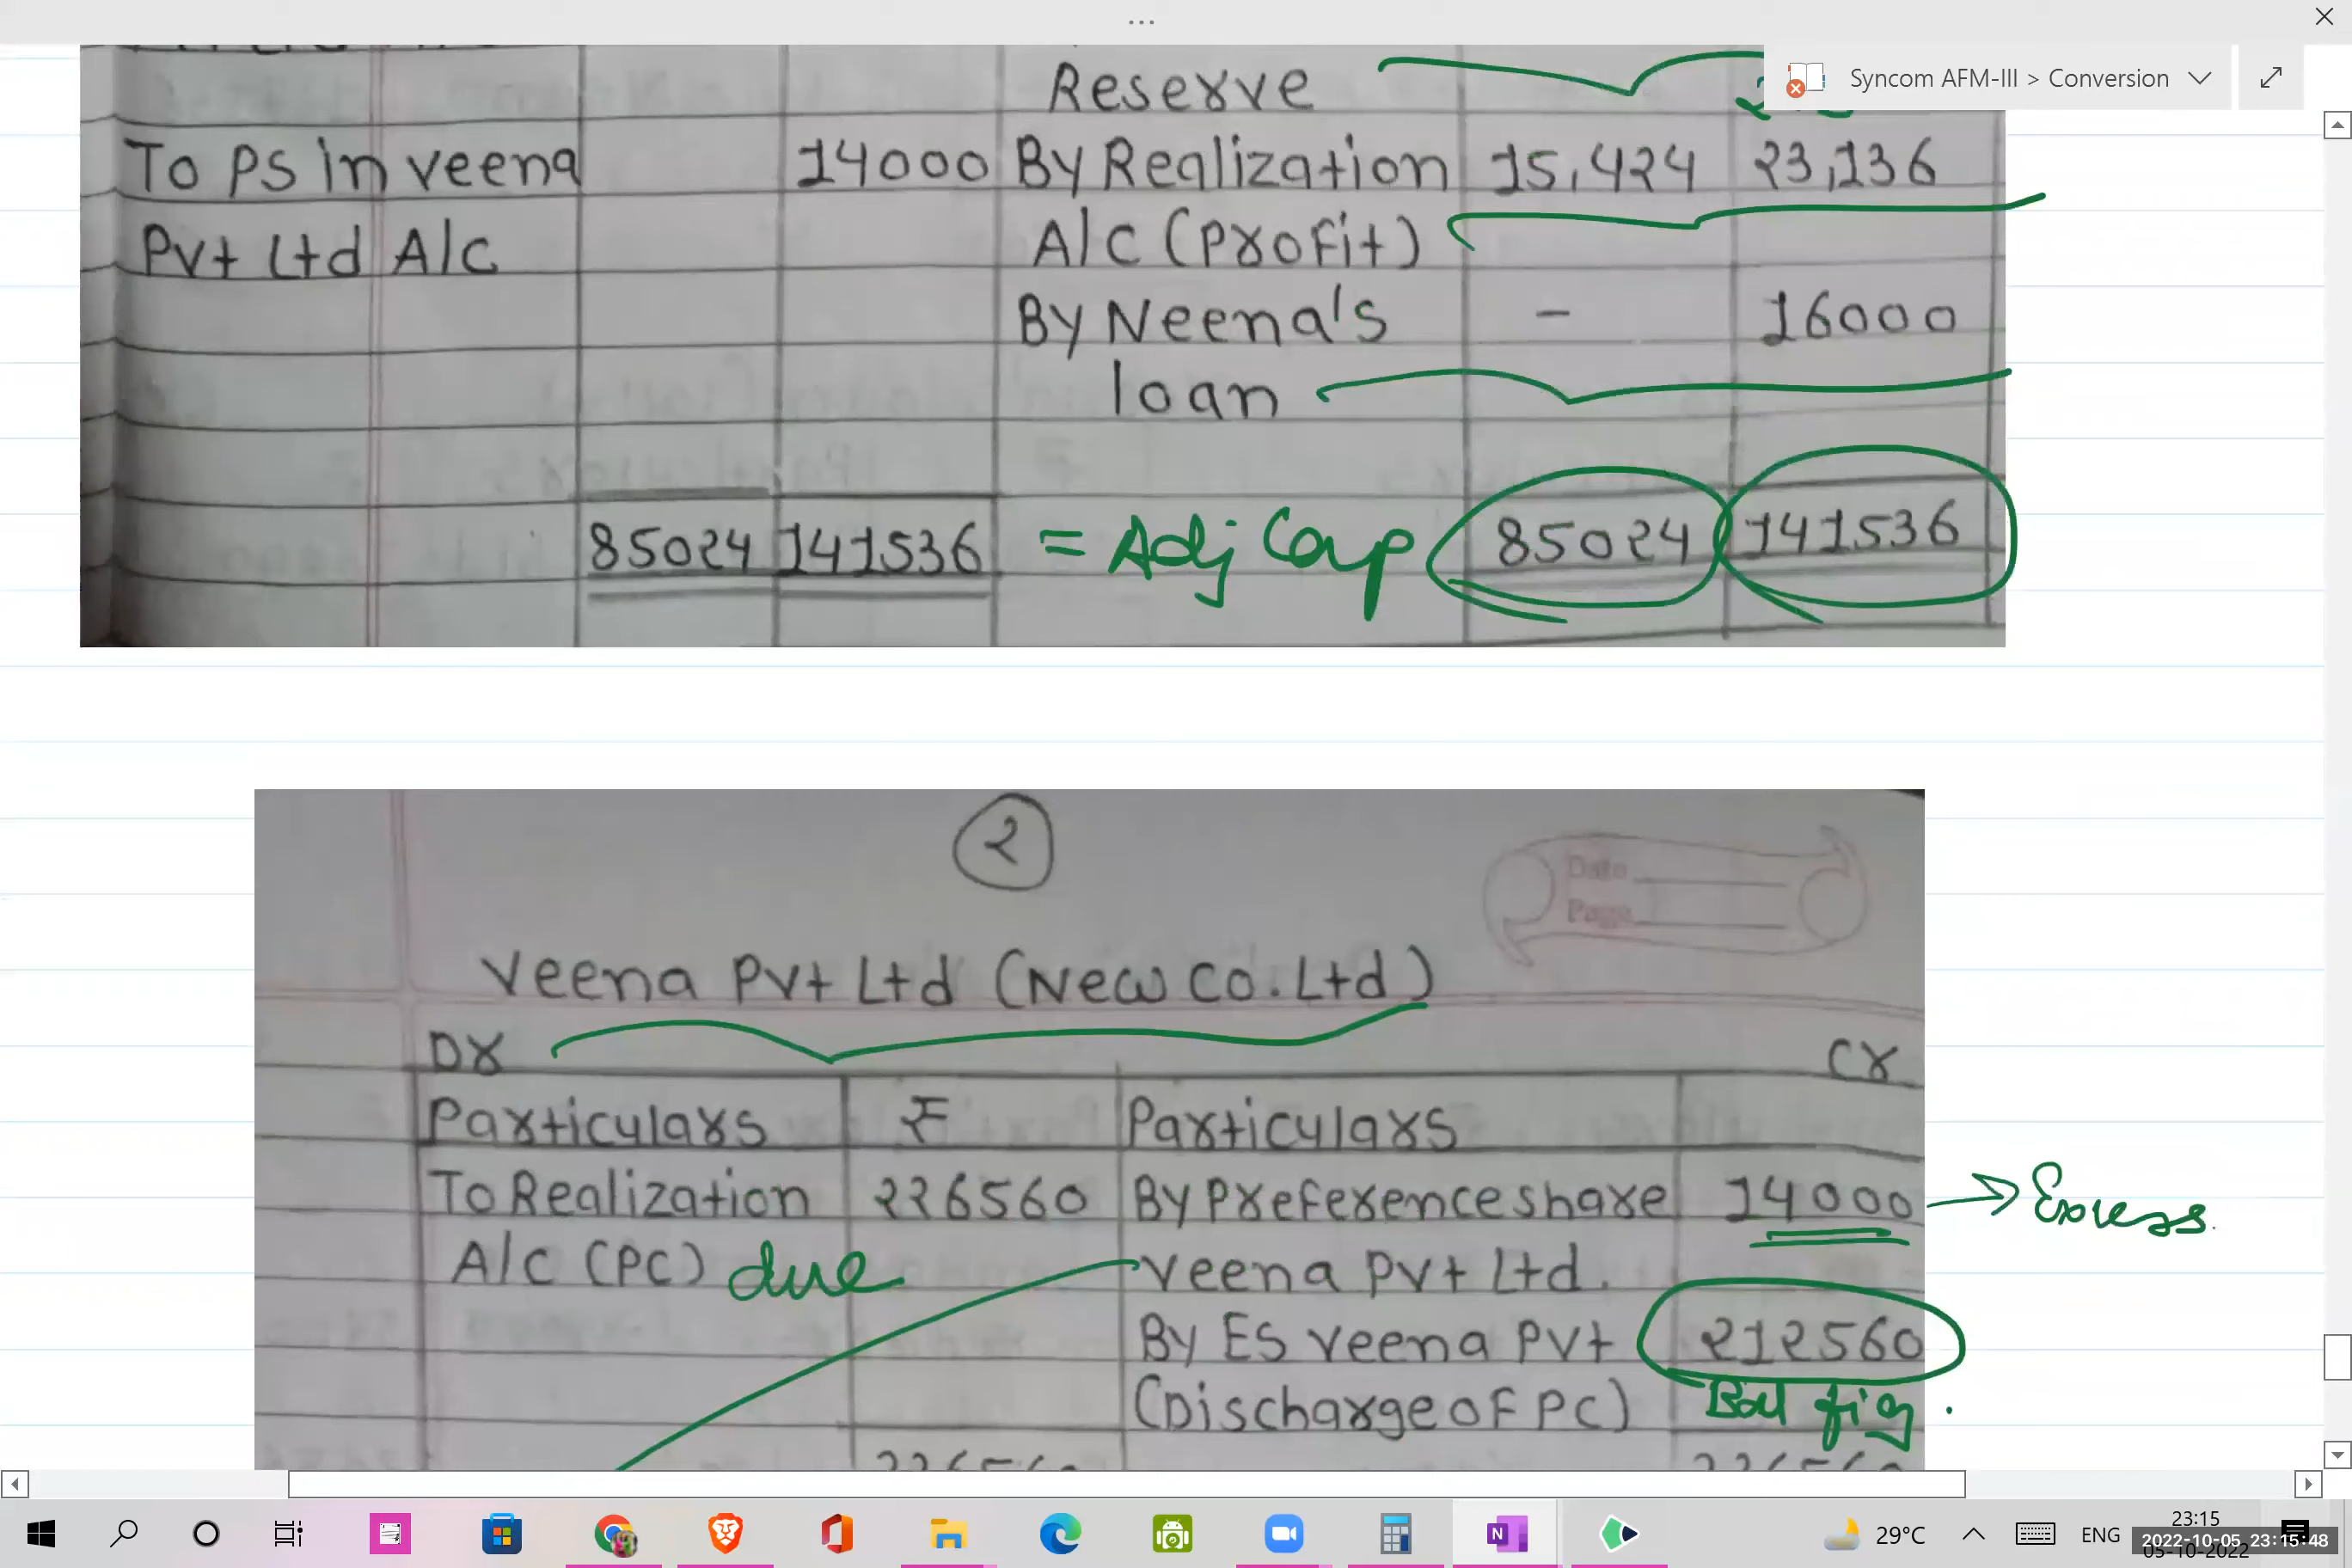 ...
Syncom AFM-III > Conversion
Reserve
To PS in veena 14000 By Realization 15,424 23,136
Pvt Ltd A/c A/c (Profit)
By Neena's - 16000
loan
85024 141536 = Adj Cap 85024 141536
2
Date
Page
Veena Pvt Ltd (New co. Ltd)
Dr Cr
Particulars ₹ Particulars
To Realization 226560 By Preference share 14000 → Excess.
A/c (PC) due veena pvt Ltd.
By ES veena pvt 212560
(Discharge of PC) Bal fig.
29°C ENG 23:15
2022-10-05 23:15:48
05-10-2022